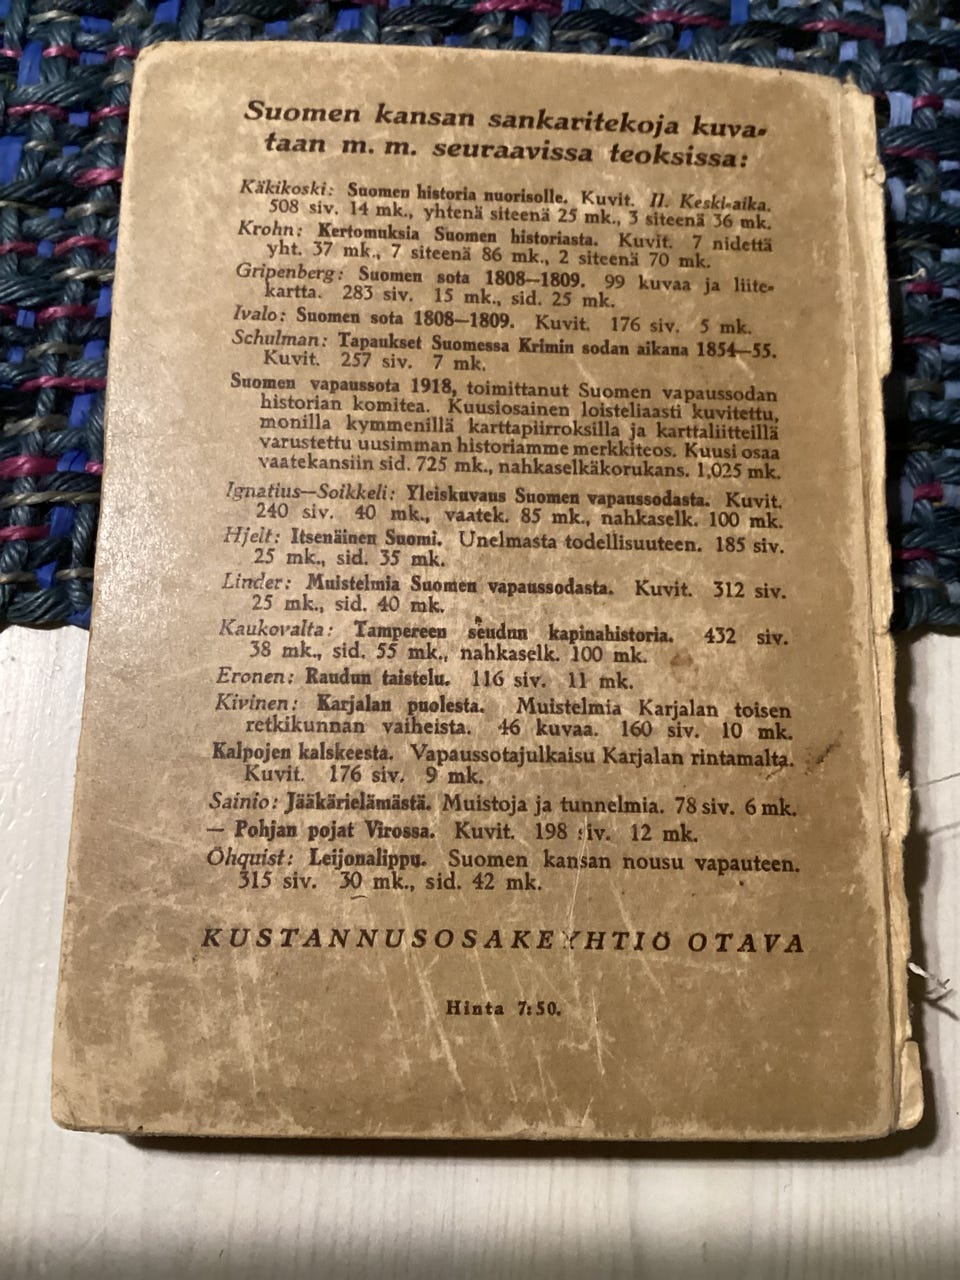 Suomen kansan sankaritekoja kuva-
taan m. m. seuraavissa teoksissa:
Käkikoski: Suomen historia nuorisolle. Kuvit. II. Keski-aika.
508 siv. 14 mk., yhtenä siteenä 25 mk., 3 siteenä 36 mk.
Krohn: Kertomuksia Suomen historiasta. Kuvit. 7 nidettä
yht. 37 mk., 7 siteenä 86 mk., 2 siteenä 70 mk.
Gripenberg: Suomen sota 1808—1809. 99 kuvaa ja liite-
kartta. 283 siv. 15 mk., sid. 25 mk.
Ivalo: Suomen sota 1808—1809. Kuvit. 176 siv. 5 mk.
Schulman: Tapaukset Suomessa Krimin sodan aikana 1854—55.
Kuvit. 257 siv. 7 mk.
Suomen vapaussota 1918, toimittanut Suomen vapaussodan
historian komitea. Kuusiosainen loisteliaasti kuvitettu,
monilla kymmenillä karttapiirroksilla ja karttaliitteillä
varustettu uusimman historiamme merkkiteos. Kuusi osaa
vaatekansiin sid. 725 mk., nahkaselkäkorukans. 1,025 mk.
Ignatius—Soikkeli: Yleiskuvaus Suomen vapaussodasta. Kuvit.
240 siv. 40 mk., vaatek. 85 mk., nahkaselk. 100 mk.
Hjelt: Itsenäinen Suomi. Unelmasta todellisuuteen. 185 siv.
25 mk., sid. 35 mk.
Linder: Muistelmia Suomen vapaussodasta. Kuvit. 312 siv.
25 mk., sid. 40 mk.
Kaukovalta: Tampereen seudun kapinahistoria. 432 siv.
38 mk., sid. 55 mk., nahkaselk. 100 mk.
Eronen: Raudun taistelu. 116 siv. 11 mk.
Kivinen: Karjalan puolesta. Muistelmia Karjalan toisen
retkikunnan vaiheista. 46 kuvaa. 160 siv. 10 mk.
Kalpojen kalskeesta. Vapaussotajulkaisu Karjalan rintamalta.
Kuvit. 176 siv. 9 mk.
Sainio: Jääkärielämästä. Muistoja ja tunnelmia. 78 siv. 6 mk.
— Pohjan pojat Virossa. Kuvit. 198 siv. 12 mk.
Öhquist: Leijonalippu. Suomen kansan nousu vapauteen.
315 siv. 30 mk., sid. 42 mk.
KUSTANNUSOSAKEYHTIÖ OTAVA
Hinta 7:50.